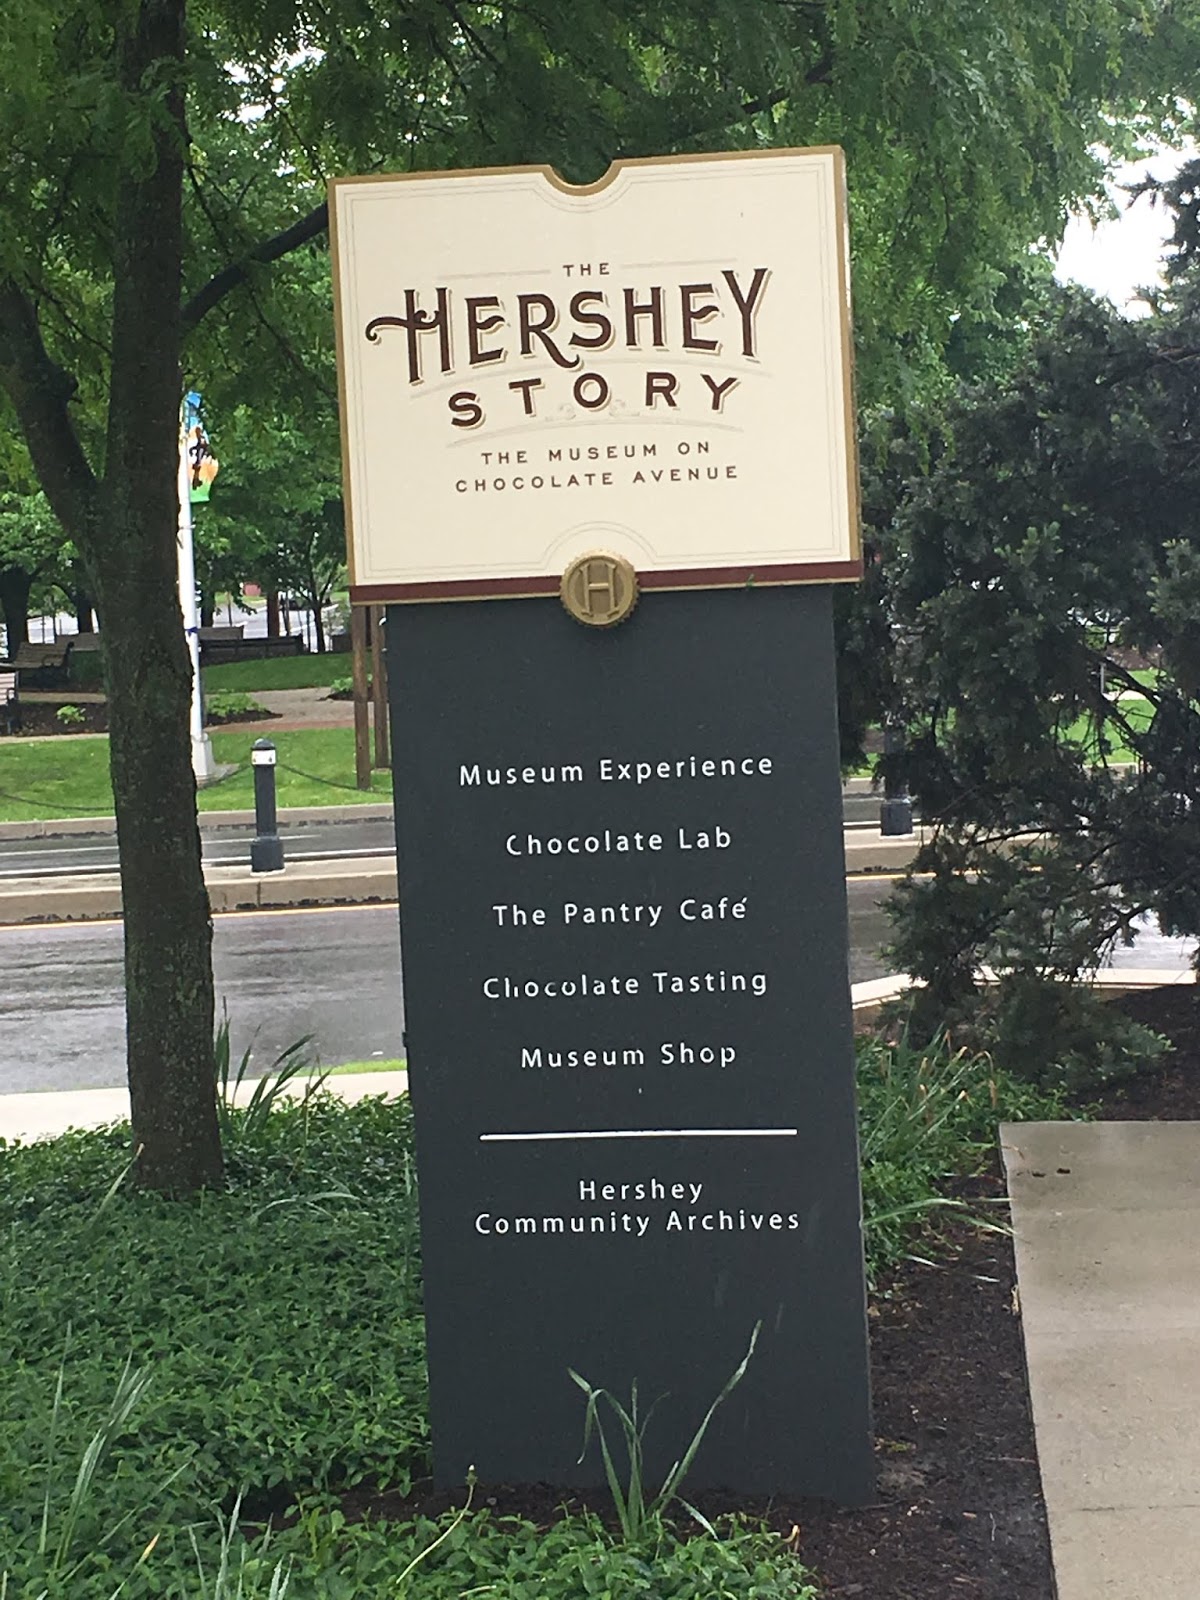 THE
HERSHEY
STORY
THE MUSEUM ON
CHOCOLATE AVENUE
H
Museum Experience
Chocolate Lab
The Pantry Café
Chocolate Tasting
Museum Shop
Hershey
Community Archives